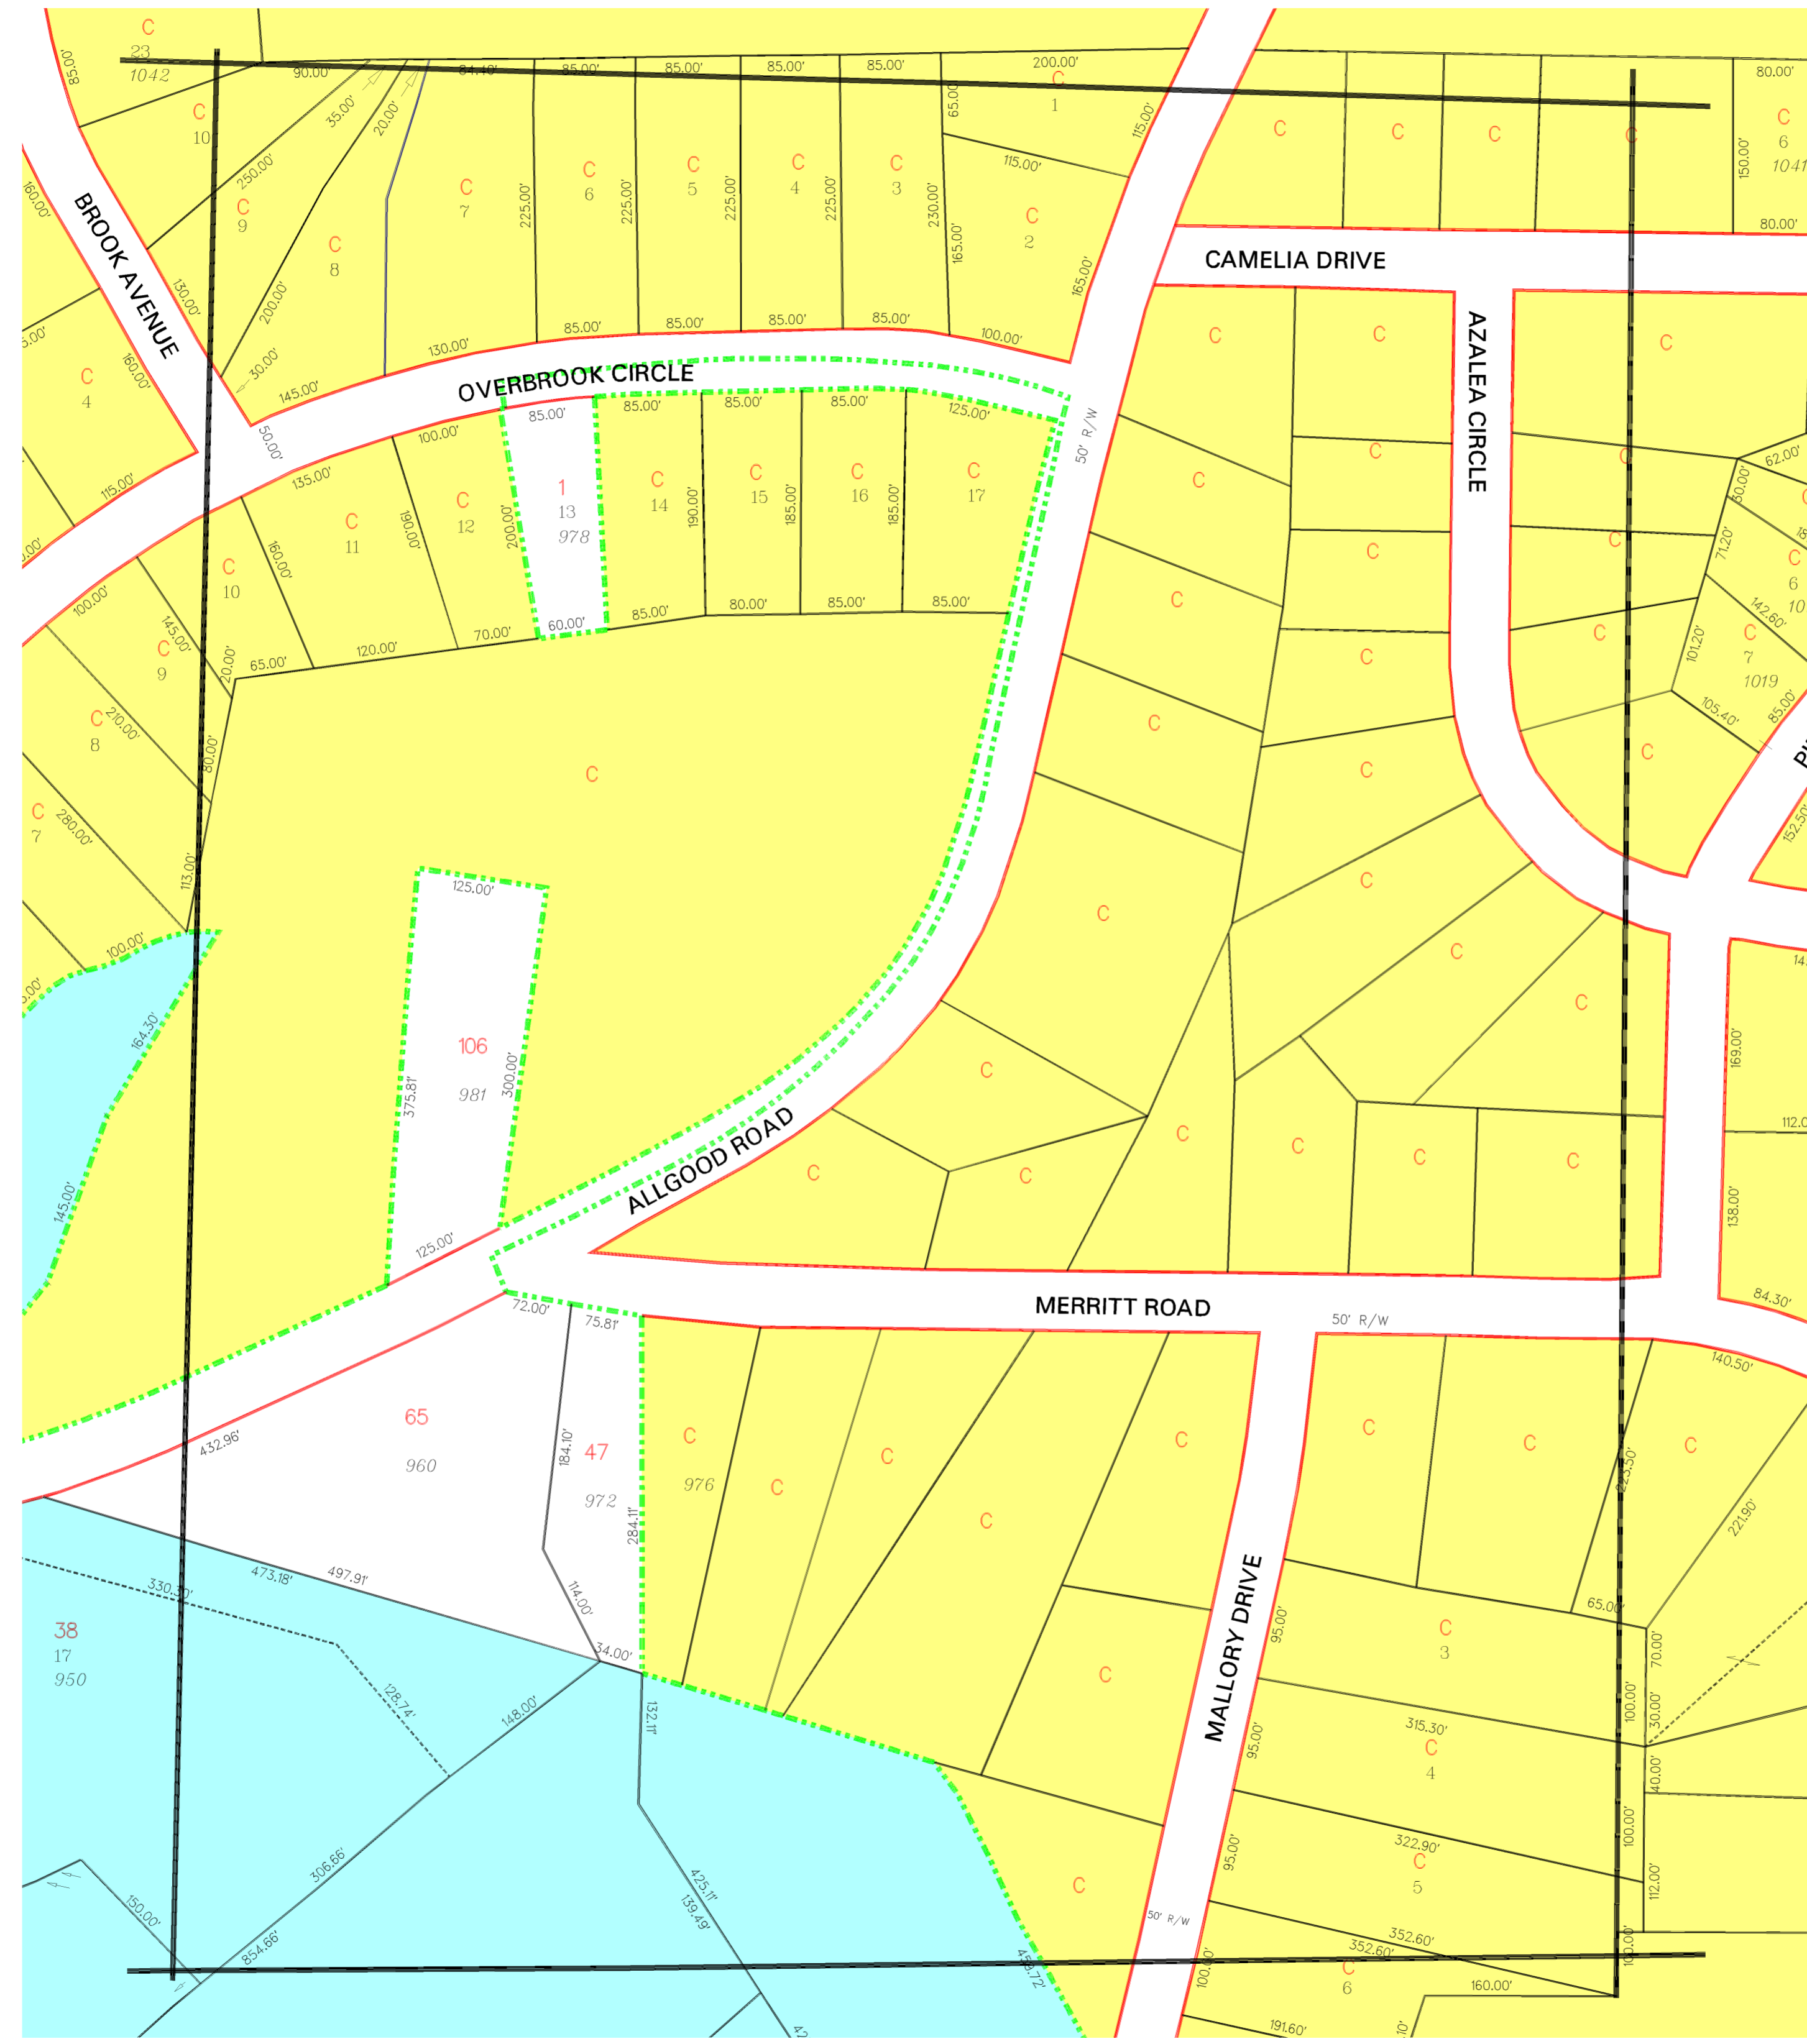 C
23
1042
85.00'
90.00'
35.00'
20.00'
84.40'
85.00'
85.00'
85.00'
85.00'
200.00'
C
1
65.00'
115.00'
80.00'
C
10
250.00'
C
9
C
8
C
7
225.00'
C
6
225.00'
C
5
225.00'
C
4
225.00'
C
3
230.00'
115.00'
C
2
165.00'
165.00'
C
C
C
C
150.00'
C
6
1041
80.00'
160.00'
BROOK AVENUE
130.00'
200.00'
30.00'
160.00'
C
4
CAMELIA DRIVE
145.00'
130.00'
85.00'
85.00'
85.00'
85.00'
100.00'
OVERBROOK CIRCLE
50.00'
115.00'
135.00'
100.00'
85.00'
85.00'
85.00'
85.00'
125.00'
50' R/W
C
C
AZALEA CIRCLE
C
C
62.00'
160.00'
C
11
190.00'
C
12
200.00'
1
13
978
C
14
190.00'
C
15
185.00'
C
16
185.00'
C
17
C
C
C
71.20'
C
6
10
100.00'
145.00'
C
10
C
9
20.00'
65.00'
120.00'
70.00'
60.00'
85.00'
80.00'
85.00'
85.00'
C
C
C
C
142.60'
101.20'
C
7
1019
105.40'
85.00'
C
8
210.00'
80.00'
C
7
280.00'
113.00'
C
C
C
C
152.50'
125.00'
C
C
C
C
100.00'
164.30'
145.00'
106
981
375.81'
300.00'
125.00'
C
169.00'
138.00'
ALLGOOD ROAD
C
C
C
C
C
C
84.30'
MERRITT ROAD
50' R/W
72.00'
75.81'
140.50'
432.96'
65
960
184.10'
47
972
284.11'
114.00'
34.00'
C
976
C
C
C
C
C
C
C
C
223.50'
221.90'
473.18'
497.91'
330.30'
38
17
950
128.74'
148.00'
132.11'
MALLORY DRIVE
95.00'
65.00'
C
3
70.00'
100.00'
30.00'
95.00'
315.30'
C
4
40.00'
95.00'
322.90'
C
5
100.00'
112.00'
C
306.66'
150.00'
854.66'
425.11'
139.49'
50' R/W
352.60'
352.60'
C
6
100.00'
100.00'
160.00'
191.60'